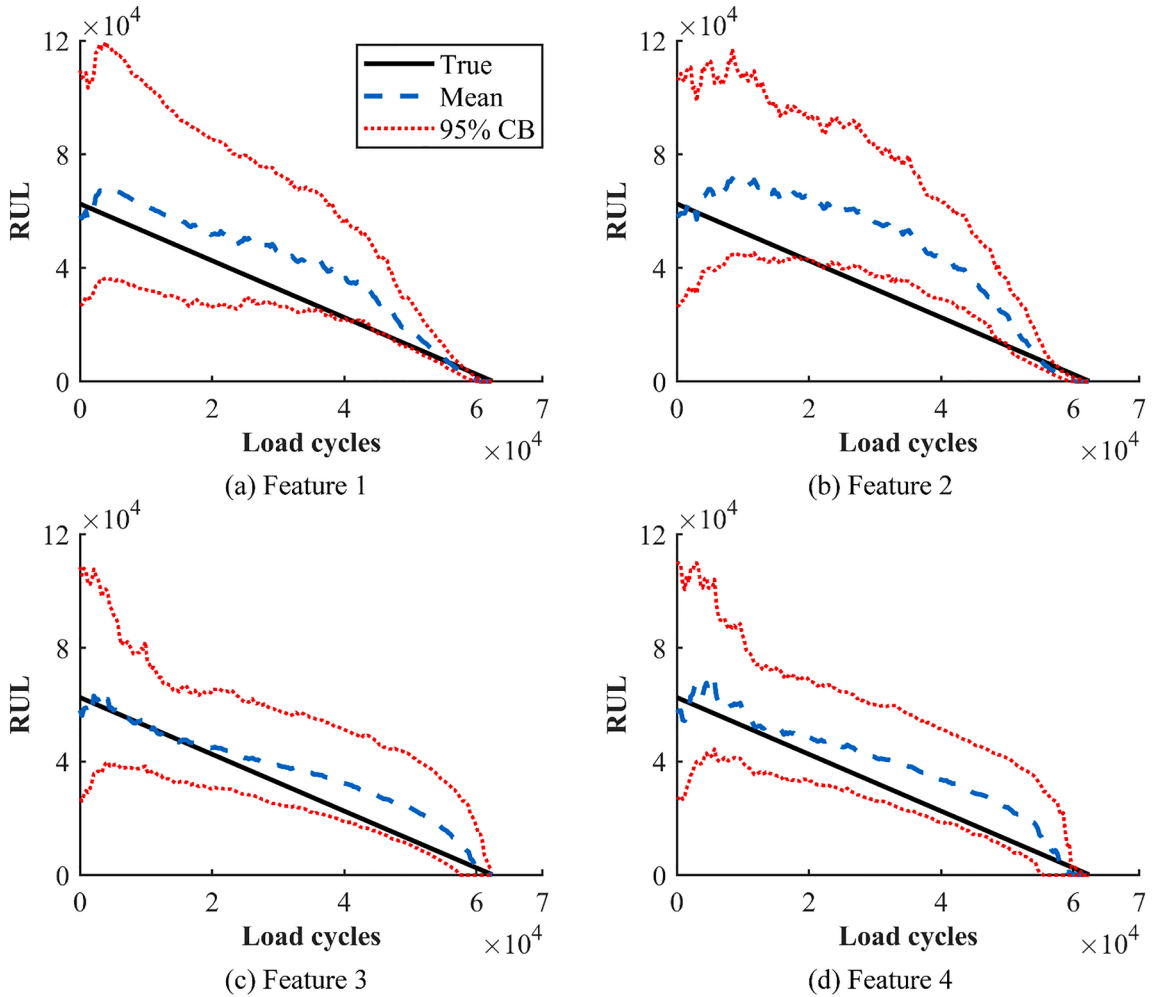 ×10⁴
12
8
4
0
RUL
True
Mean
95% CB
0
2
4
6
7
Load cycles
×10⁴
(a) Feature 1
×10⁴
12
8
4
0
RUL
0
2
4
6
7
Load cycles
×10⁴
(b) Feature 2
×10⁴
12
8
4
0
RUL
0
2
4
6
7
Load cycles
×10⁴
(c) Feature 3
×10⁴
12
8
4
0
RUL
0
2
4
6
7
Load cycles
×10⁴
(d) Feature 4